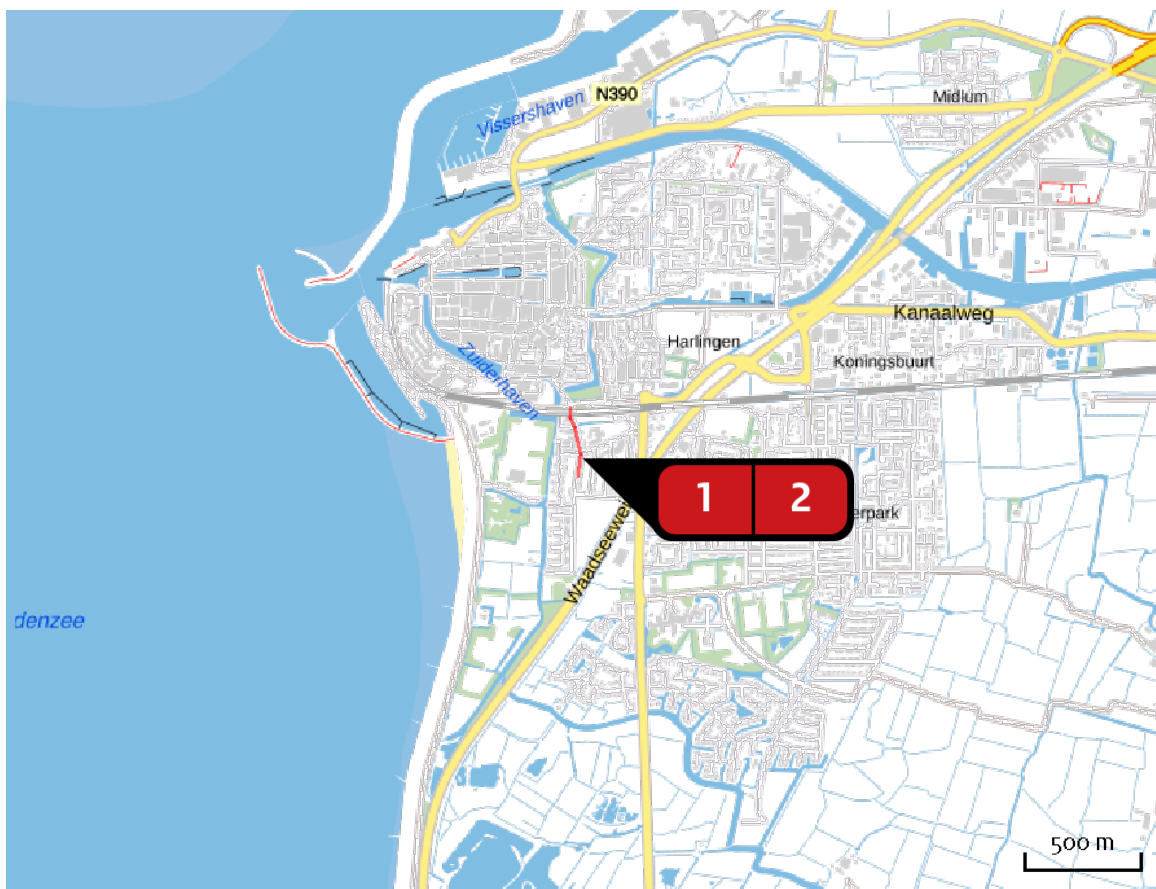 N390
Vissershaven
Midlum
Kanaalweg
Harlingen
Koningsbuurt
Zuiderhaven
1 2
erpark
Waadseewei
denzee
500 m